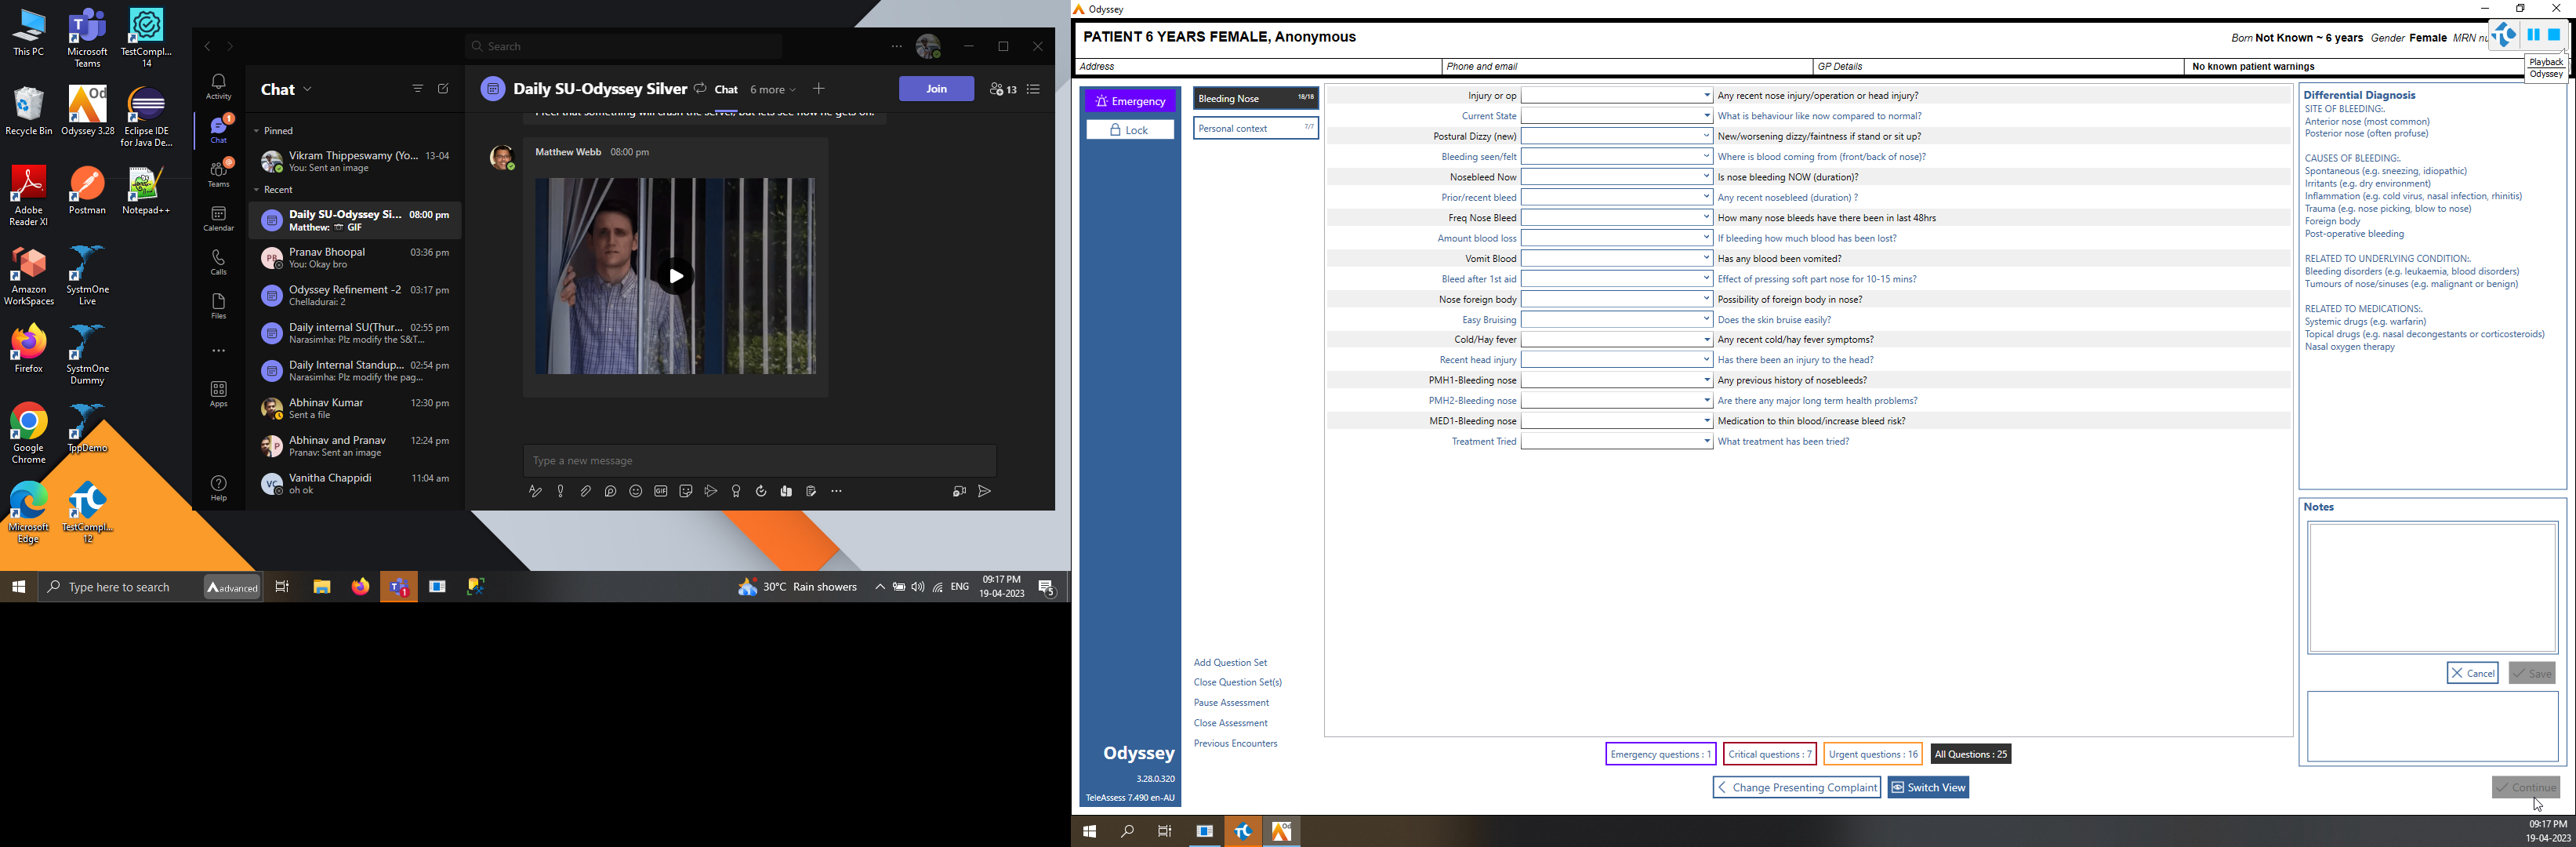 This PC
Microsoft Teams
TestCompl... 14
Recycle Bin
Odyssey 3.28
Eclipse IDE for Java De...
Adobe Reader XI
Postman
Notepad++
Amazon WorkSpaces
SystmOne Live
Firefox
SystmOne Dummy
Google Chrome
TppDemo
Microsoft Edge
TestCompl... 12
Search
Activity
Chat
Teams
Calendar
Calls
Files
Apps
Help
Chat
Pinned
Vikram Thippeswamy (Yo... 13-04
You: Sent an image
Recent
Daily SU-Odyssey Si... 08:00 pm
Matthew: GIF
PB
Pranav Bhoopal 03:36 pm
You: Okay bro
Odyssey Refinement -2 03:17 pm
Chelladurai: 2
Daily internal SU(Thur... 02:55 pm
Narasimha: Plz modify the S&T...
Daily Internal Standup... 02:54 pm
Narasimha: Plz modify the pag...
Abhinav Kumar 12:30 pm
Sent a file
Abhinav and Pranav 12:24 pm
Pranav: Sent an image
VC
Vanitha Chappidi 11:04 am
oh ok
Daily SU-Odyssey Silver Chat 6 more Join 13
I feel that something will crash the server, but lets see how he gets on.
Matthew Webb 08:00 pm
Type a new message
GIF
Type here to search
advanced
30°C Rain showers
ENG
09:17 PM
19-04-2023
5
Odyssey
PATIENT 6 YEARS FEMALE, Anonymous
Born Not Known ~ 6 years Gender Female MRN nu
Playback
Odyssey
Address Phone and email GP Details No known patient warnings
Emergency
Lock
Odyssey
3.28.0.320
TeleAssess 7.490 en-AU
Bleeding Nose 18/18
Personal context 7/7
Add Question Set
Close Question Set(s)
Pause Assessment
Close Assessment
Previous Encounters
Injury or op Any recent nose injury/operation or head injury?
Current State What is behaviour like now compared to normal?
Postural Dizzy (new) New/worsening dizzy/faintness if stand or sit up?
Bleeding seen/felt Where is blood coming from (front/back of nose)?
Nosebleed Now Is nose bleeding NOW (duration)?
Prior/recent bleed Any recent nosebleed (duration) ?
Freq Nose Bleed How many nose bleeds have there been in last 48hrs
Amount blood loss If bleeding how much blood has been lost?
Vomit Blood Has any blood been vomited?
Bleed after 1st aid Effect of pressing soft part nose for 10-15 mins?
Nose foreign body Possibility of foreign body in nose?
Easy Bruising Does the skin bruise easily?
Cold/Hay fever Any recent cold/hay fever symptoms?
Recent head injury Has there been an injury to the head?
PMH1-Bleeding nose Any previous history of nosebleeds?
PMH2-Bleeding nose Are there any major long term health problems?
MED1-Bleeding nose Medication to thin blood/increase bleed risk?
Treatment Tried What treatment has been tried?
Emergency questions : 1
Critical questions : 7
Urgent questions : 16
All Questions : 25
Change Presenting Complaint
Switch View
Differential Diagnosis
SITE OF BLEEDING:.
Anterior nose (most common)
Posterior nose (often profuse)
CAUSES OF BLEEDING:.
Spontaneous (e.g. sneezing, idiopathic)
Irritants (e.g. dry environment)
Inflammation (e.g. cold virus, nasal infection, rhinitis)
Trauma (e.g. nose picking, blow to nose)
Foreign body
Post-operative bleeding
RELATED TO UNDERLYING CONDITION:.
Bleeding disorders (e.g. leukaemia, blood disorders)
Tumours of nose/sinuses (e.g. malignant or benign)
RELATED TO MEDICATIONS:.
Systemic drugs (e.g. warfarin)
Topical drugs (e.g. nasal decongestants or corticosteroids)
Nasal oxygen therapy
Notes
Cancel
Save
Continue
09:17 PM
19-04-2023